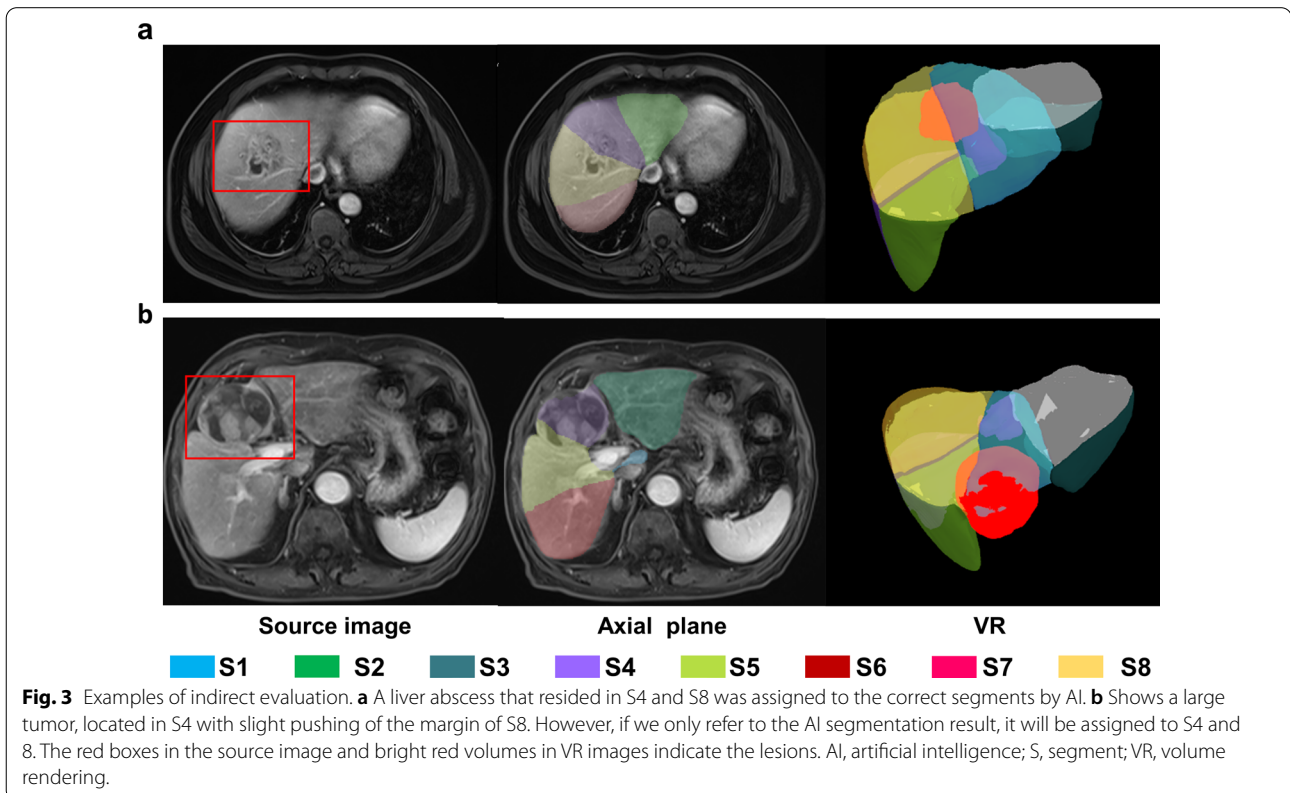 a
b
Source image Axial plane VR
S1 S2 S3 S4 S5 S6 S7 S8
Fig. 3 Examples of indirect evaluation. a A liver abscess that resided in S4 and S8 was assigned to the correct segments by AI. b Shows a large
tumor, located in S4 with slight pushing of the margin of S8. However, if we only refer to the AI segmentation result, it will be assigned to S4 and
8. The red boxes in the source image and bright red volumes in VR images indicate the lesions. AI, artificial intelligence; S, segment; VR, volume
rendering.